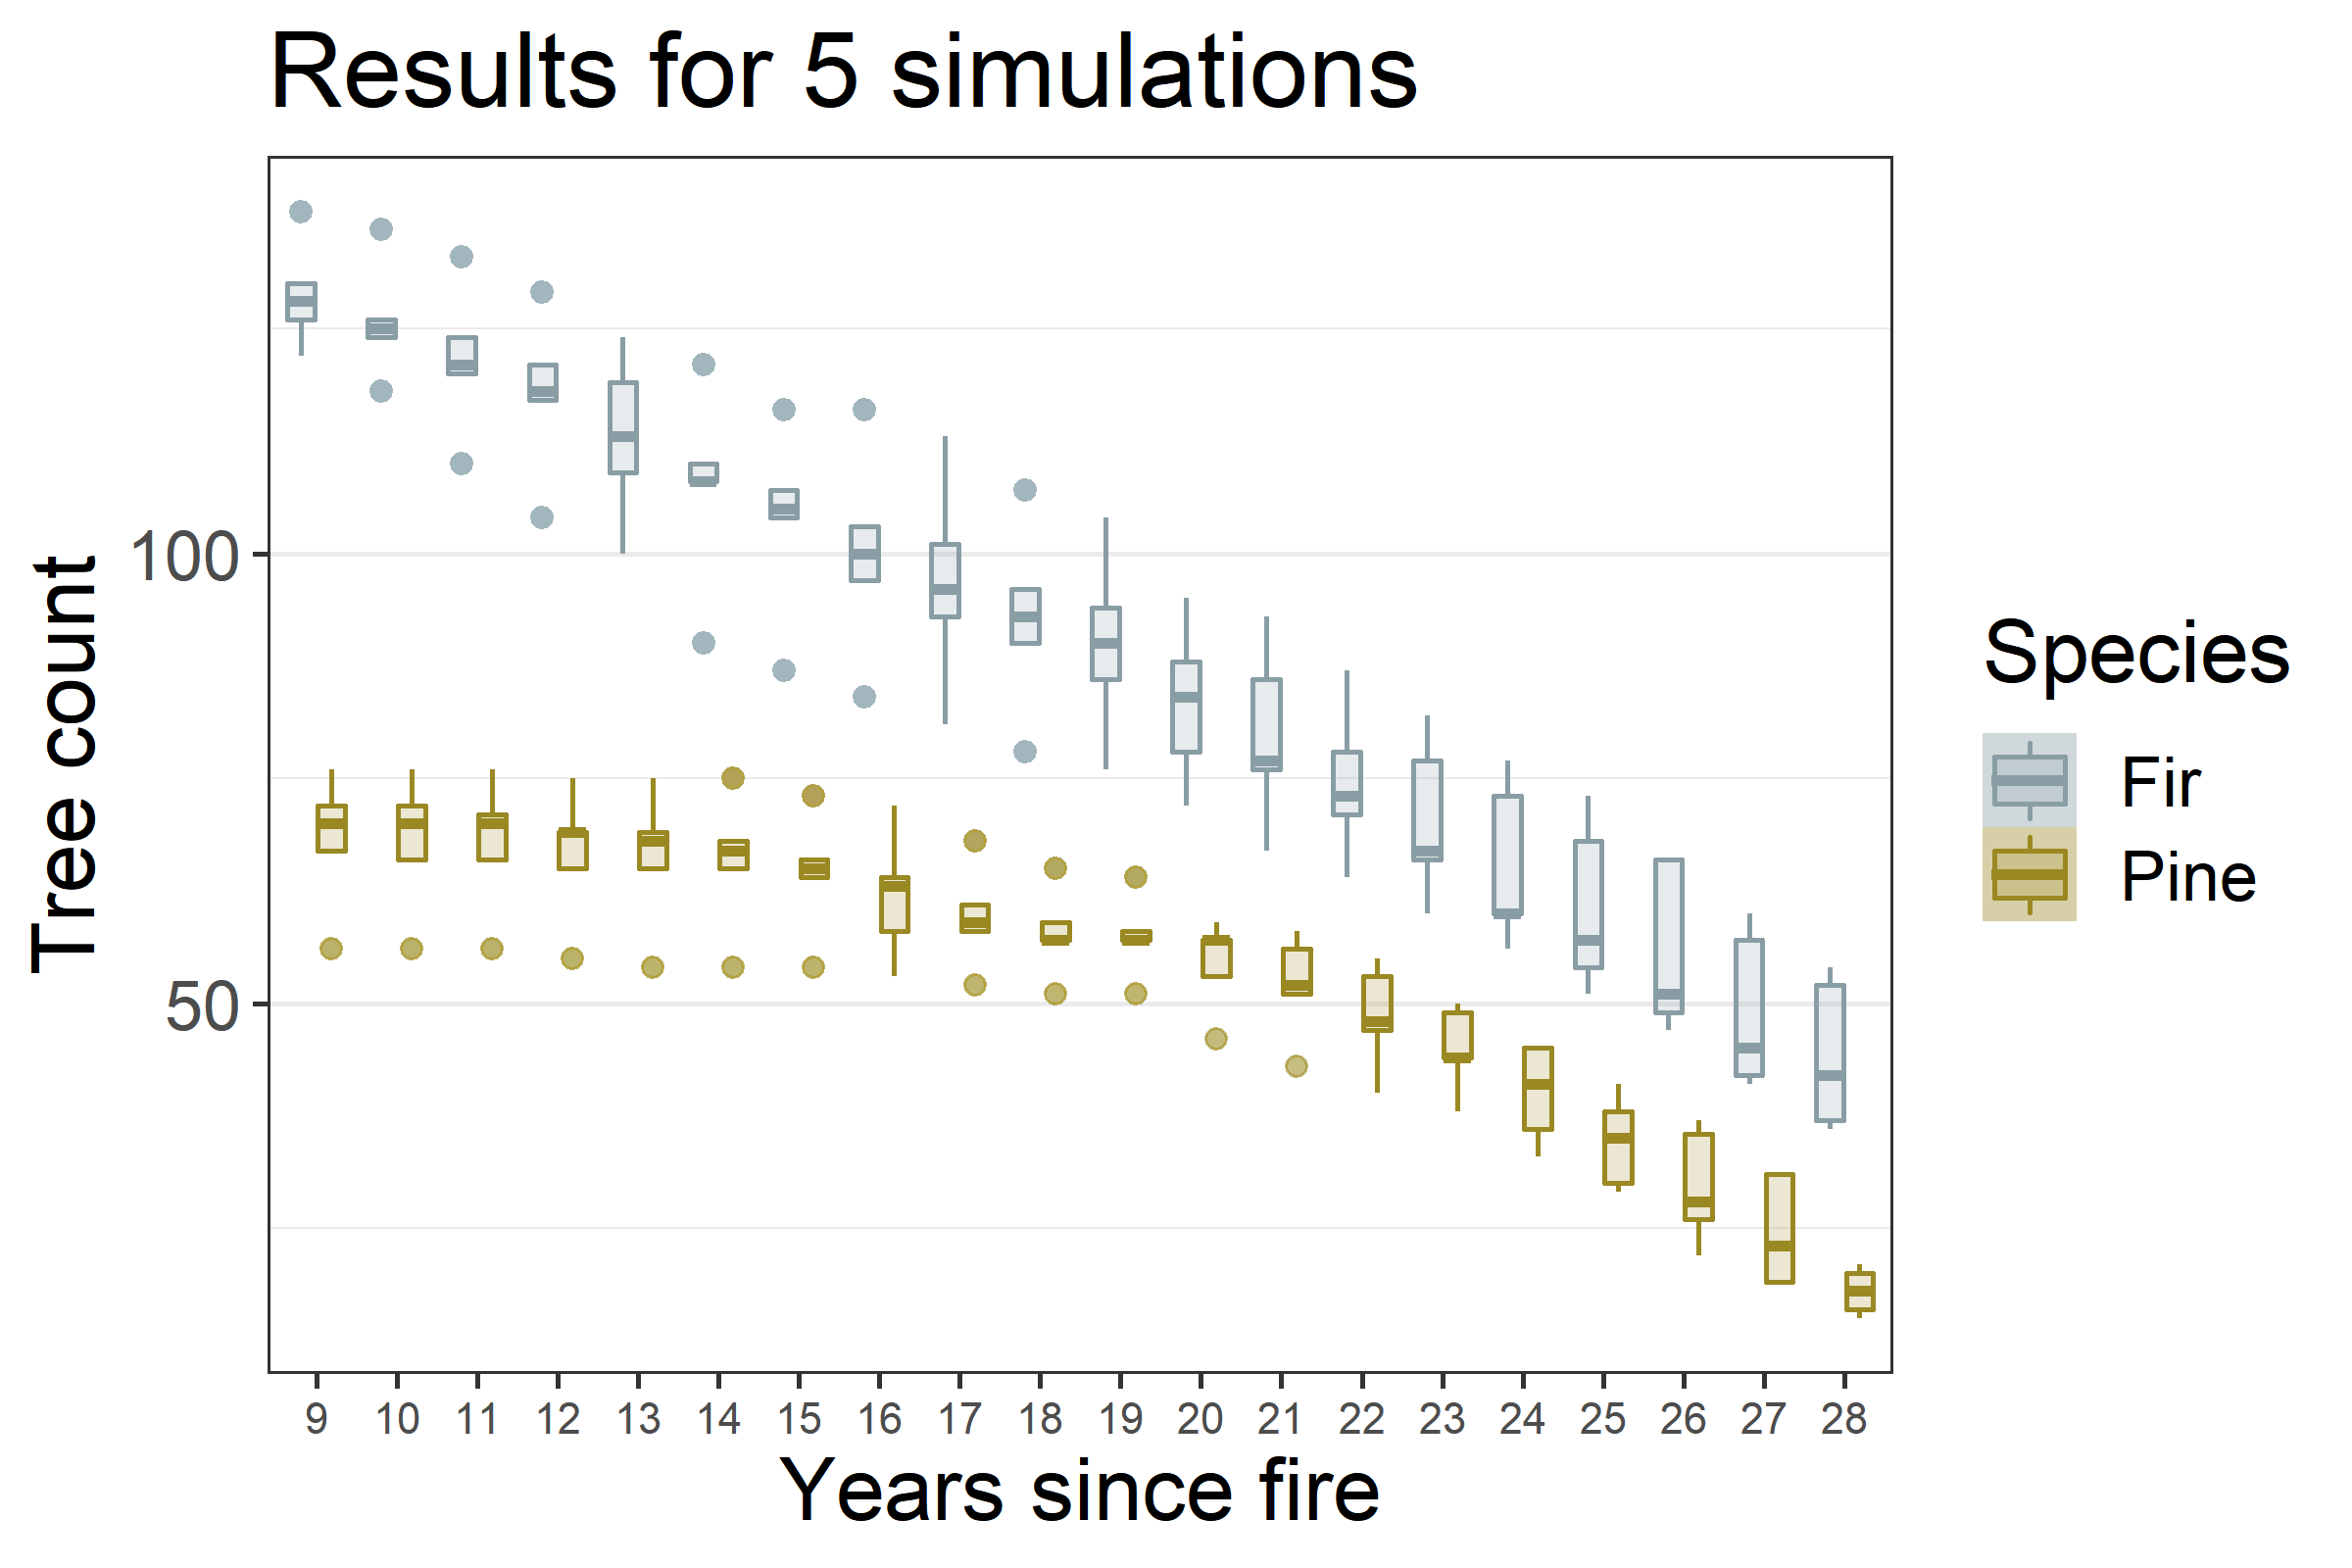 Results for 5 simulations
Tree count
100
50
9 10 11 12 13 14 15 16 17 18 19 20 21 22 23 24 25 26 27 28
Years since fire
Species
Fir
Pine